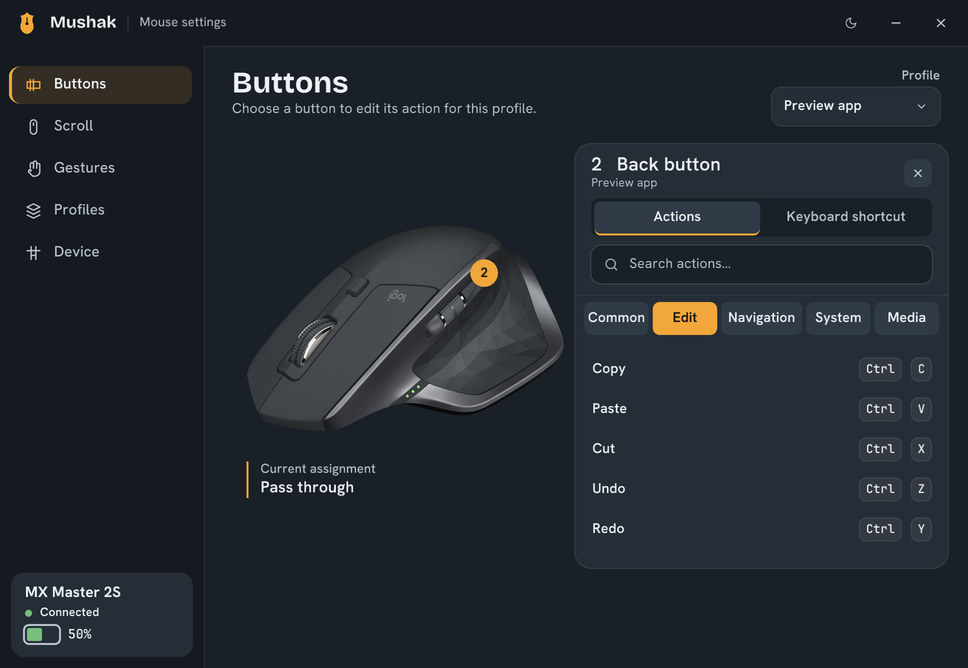 Mushak
Mouse settings
Buttons
Scroll
Gestures
Profiles
Device
MX Master 2S
Connected
50%
Buttons
Choose a button to edit its action for this profile.
Profile
Preview app
logi
2
Current assignment
Pass through
2 Back button
Preview app
Actions Keyboard shortcut
Search actions...
Common Edit Navigation System Media
Copy Ctrl C
Paste Ctrl V
Cut Ctrl X
Undo Ctrl Z
Redo Ctrl Y